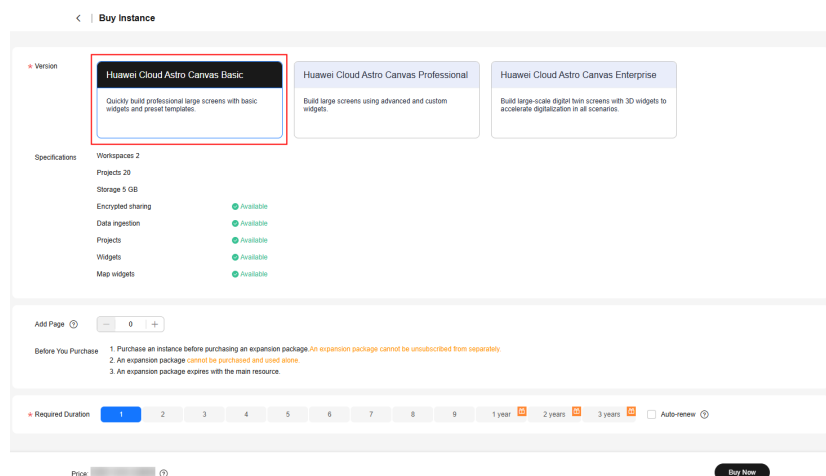 Buy Instance
* Version
Huawei Cloud Astro Canvas Basic
Quickly build professional large screens with basic
widgets and preset templates.
Huawei Cloud Astro Canvas Professional
Build large screens using advanced and custom
widgets.
Huawei Cloud Astro Canvas Enterprise
Build large-scale digital twin screens with 3D widgets to
accelerate digitalization in all scenarios.
Specifications
Workspaces 2
Projects 20
Storage 5 GB
Encrypted sharing Available
Data ingestion Available
Projects Available
Widgets Available
Map widgets Available
Add Page ? − 0 +
Before You Purchase
1. Purchase an instance before purchasing an expansion package.An expansion package cannot be unsubscribed from separately.
2. An expansion package cannot be purchased and used alone.
3. An expansion package expires with the main resource.
* Required Duration 1 2 3 4 5 6 7 8 9 1 year 2 years 3 years Auto-renew ?
Price: ?
Buy Now